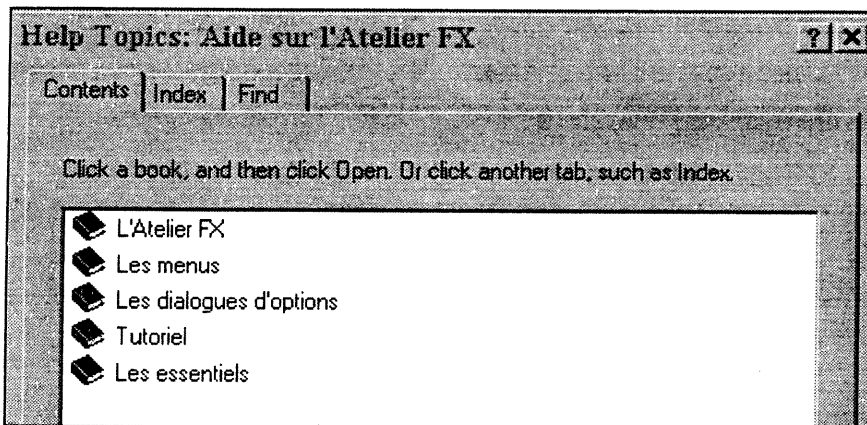 Help Topics: Aide sur l'Atelier FX
Contents Index Find
Click a book, and then click Open. Or click another tab, such as Index.
L'Atelier FX
Les menus
Les dialogues d'options
Tutoriel
Les essentiels